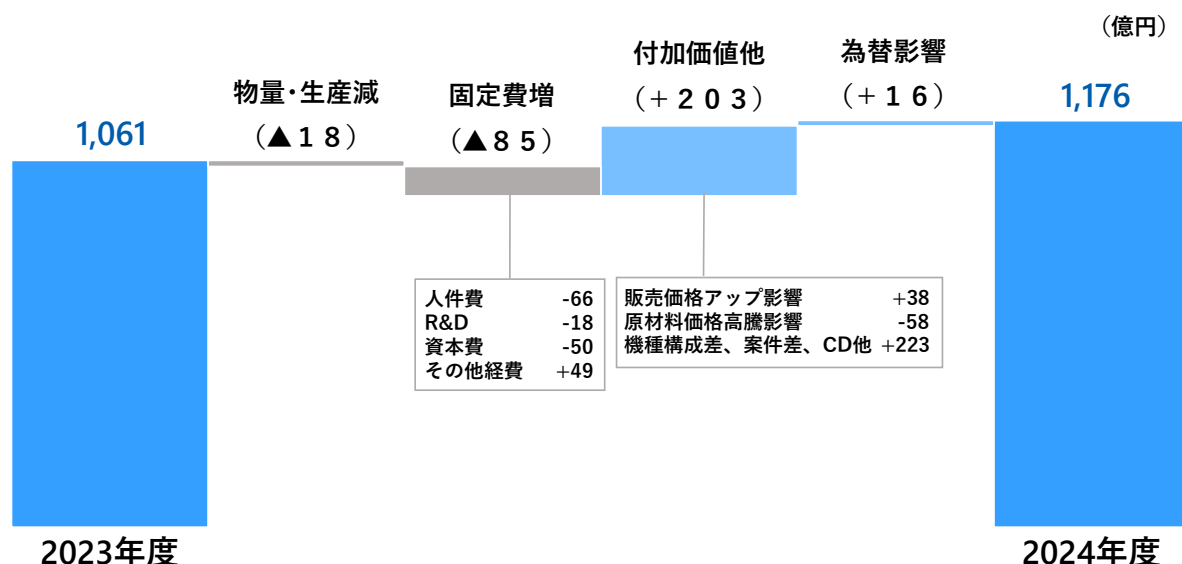 (億円)
1,061
物量・生産減
(▲18)
固定費増
(▲85)
付加価値他
(+203)
為替影響
(+16)
1,176
人件費 -66
R&D -18
資本費 -50
その他経費 +49
販売価格アップ影響 +38
原材料価格高騰影響 -58
機種構成差、案件差、CD他 +223
2023年度
2024年度